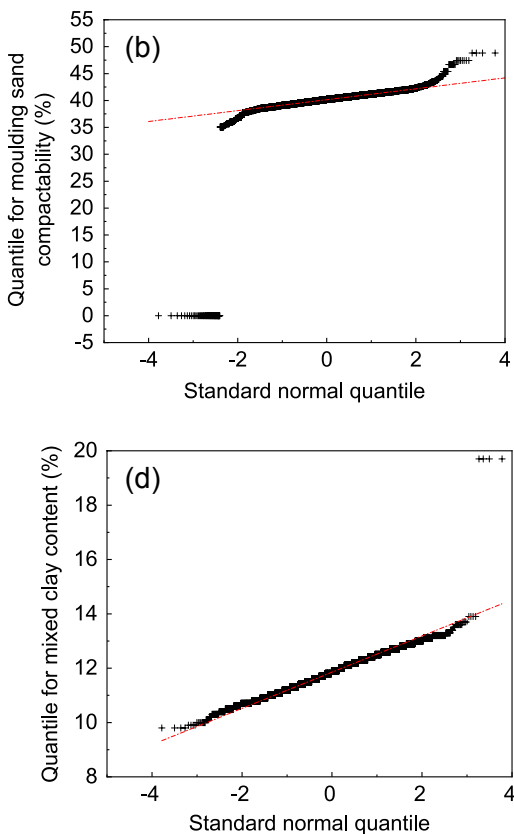 (b)
Quantile for moulding sand
compactability (%)
55
50
45
40
35
30
25
20
15
10
5
0
-5
-4 -2 0 2 4
Standard normal quantile
(d)
Quantile for mixed clay content (%)
20
18
16
14
12
10
8
-4 -2 0 2 4
Standard normal quantile